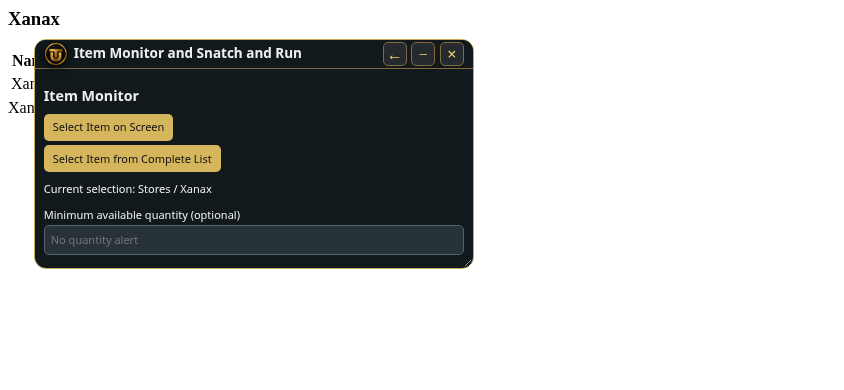 Xanax
Item Monitor and Snatch and Run
← − ×
Item Monitor
Select Item on Screen
Select Item from Complete List
Current selection: Stores / Xanax
Minimum available quantity (optional)
No quantity alert